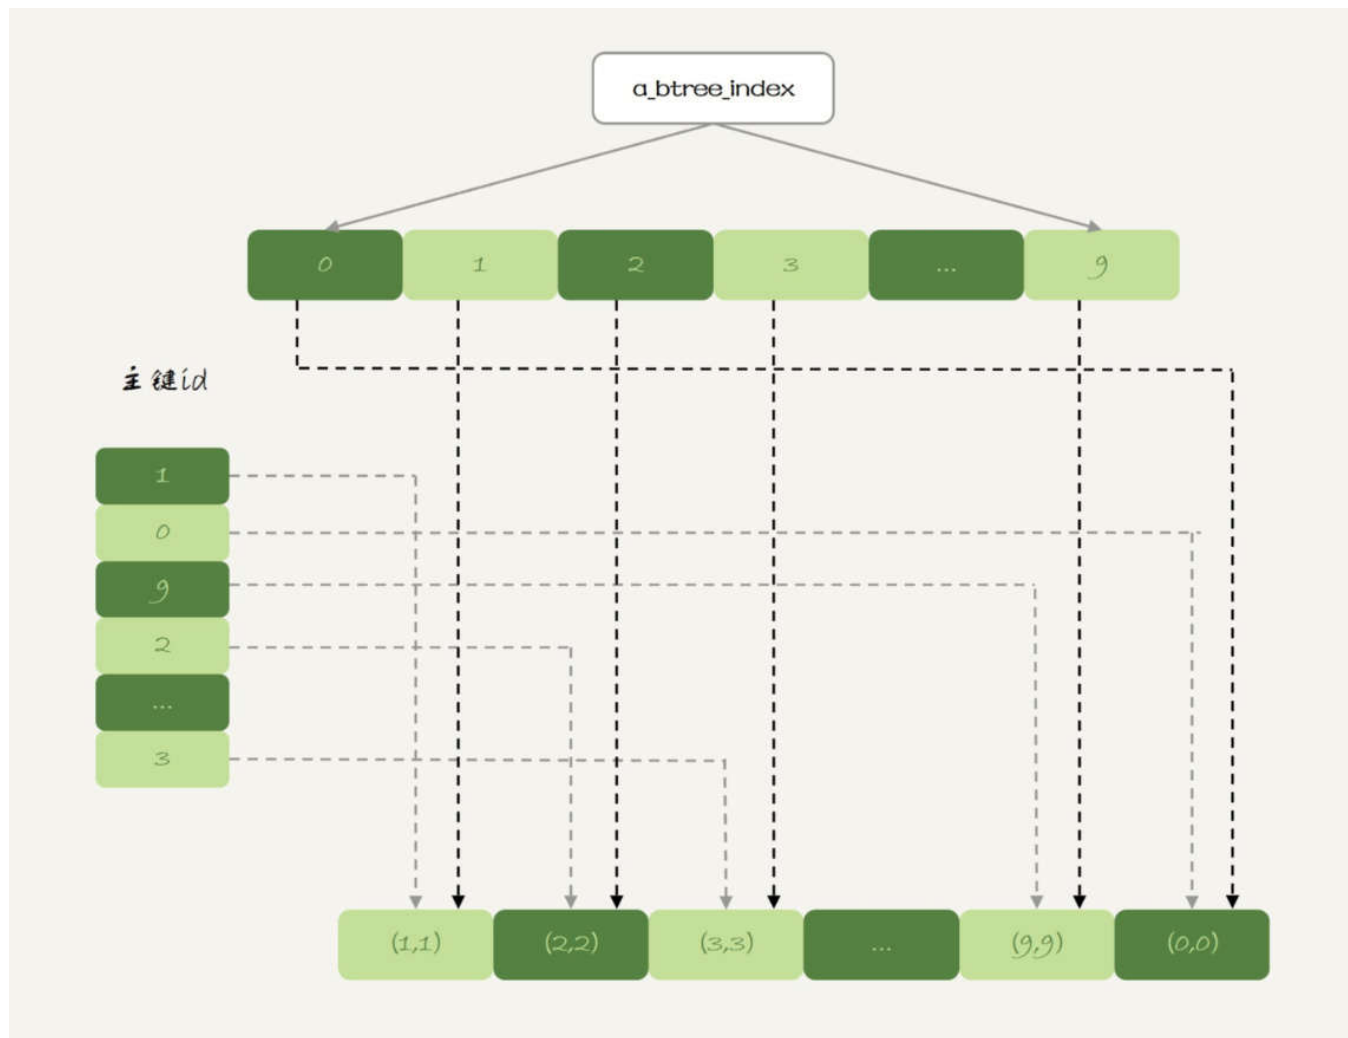 a_btree_index
0 1 2 3 ... 9
主键id
1
0
9
2
...
3
(1,1) (2,2) (3,3) ... (9,9) (0,0)